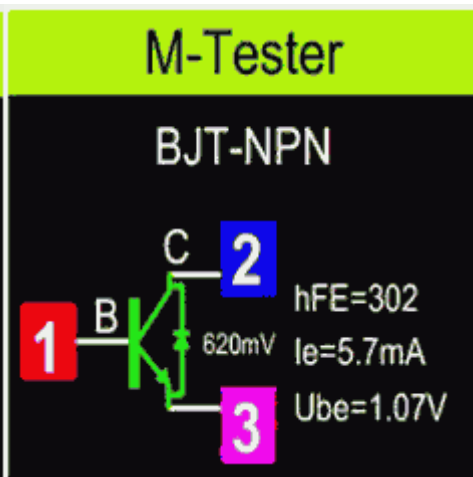 M-Tester
BJT-NPN
C
2
hFE=302
1
B
620mV
Ie=5.7mA
3
Ube=1.07V